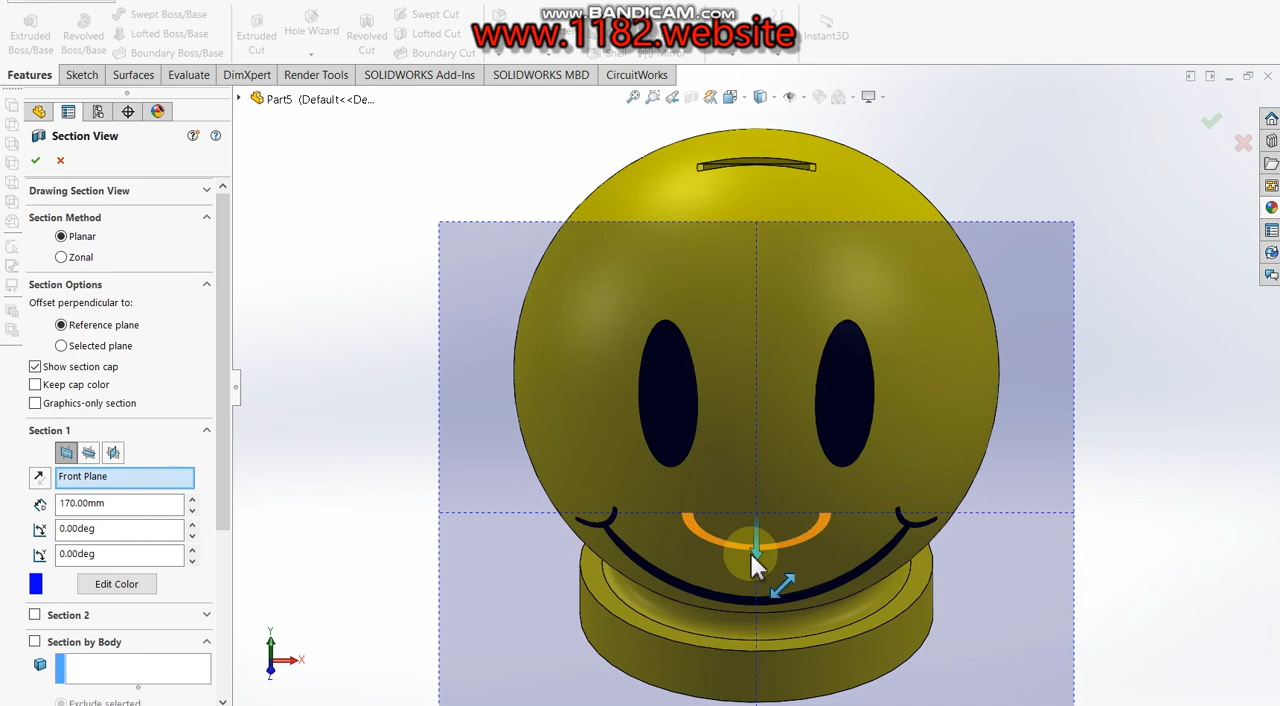 www.BANDICAM.com
www.1182.website
Extruded Boss/Base
Revolved Boss/Base
Swept Boss/Base
Lofted Boss/Base
Boundary Boss/Base
Extruded Cut
Hole Wizard
Revolved Cut
Swept Cut
Lofted Cut
Boundary Cut
Shell
Mirror
Instant3D
Features
Sketch
Surfaces
Evaluate
DimXpert
Render Tools
SOLIDWORKS Add-Ins
SOLIDWORKS MBD
CircuitWorks
Part5 (Default<<De...
Section View
Drawing Section View
Section Method
Planar
Zonal
Section Options
Offset perpendicular to:
Reference plane
Selected plane
Show section cap
Keep cap color
Graphics-only section
Section 1
Front Plane
170.00mm
0.00deg
0.00deg
Edit Color
Section 2
Section by Body
Exclude selected
Y
X
Z